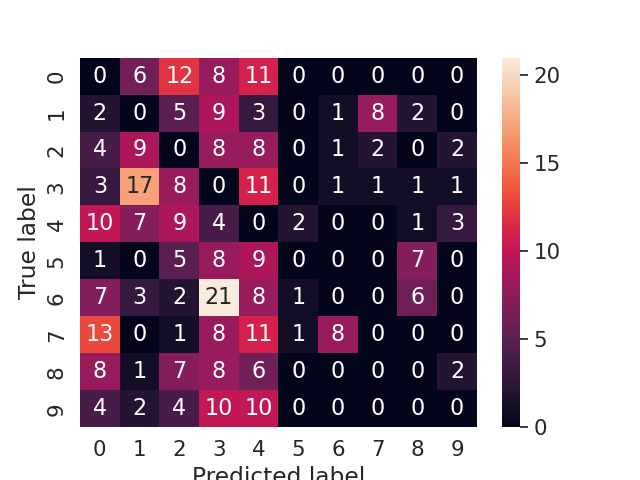 True label
0 0 6 12 8 11 0 0 0 0 0
1 2 0 5 9 3 0 1 8 2 0
2 4 9 0 8 8 0 1 2 0 2
3 3 17 8 0 11 0 1 1 1 1
4 10 7 9 4 0 2 0 0 1 3
5 1 0 5 8 9 0 0 0 7 0
6 7 3 2 21 8 1 0 0 6 0
7 13 0 1 8 11 1 8 0 0 0
8 8 1 7 8 6 0 0 0 0 2
9 4 2 4 10 10 0 0 0 0 0
0 1 2 3 4 5 6 7 8 9
Predicted label
20
15
10
5
0